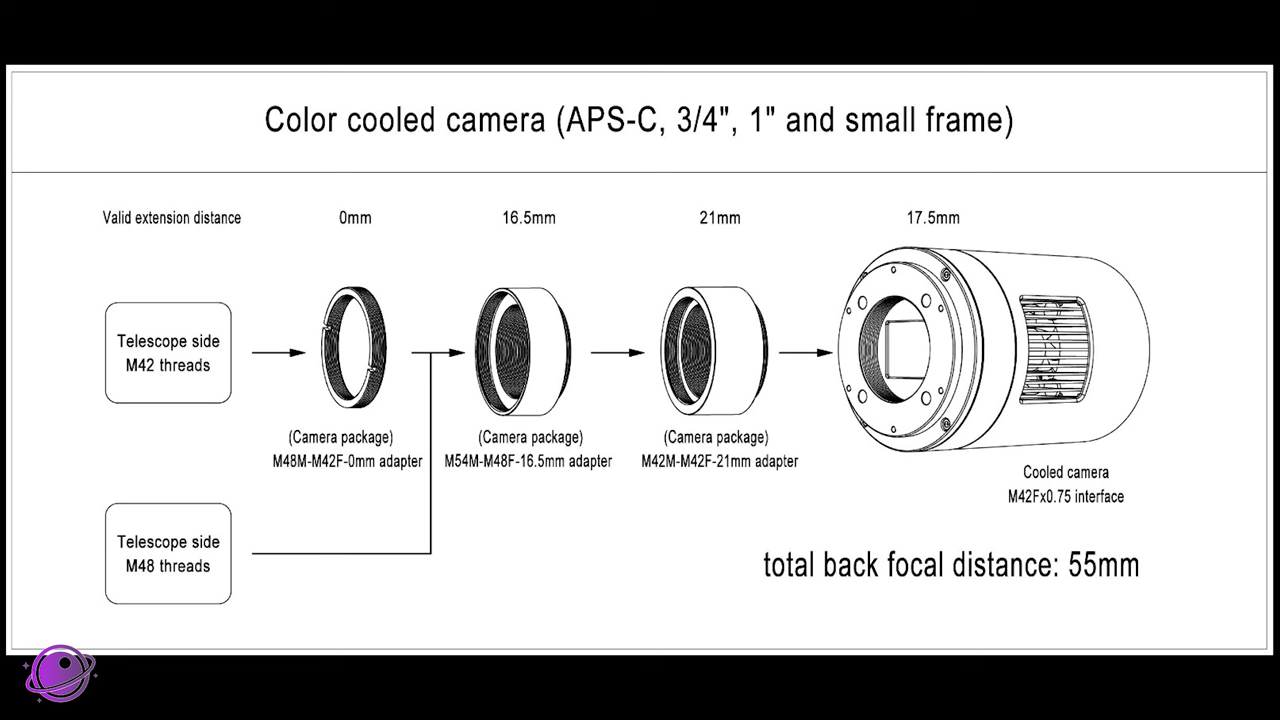 Color cooled camera (APS-C, 3/4", 1" and small frame)
Valid extension distance
0mm
16.5mm
21mm
17.5mm
Telescope side
M42 threads
(Camera package)
M48M-M42F-0mm adapter
(Camera package)
M54M-M48F-16.5mm adapter
(Camera package)
M42M-M42F-21mm adapter
Cooled camera
M42Fx0.75 interface
Telescope side
M48 threads
total back focal distance: 55mm